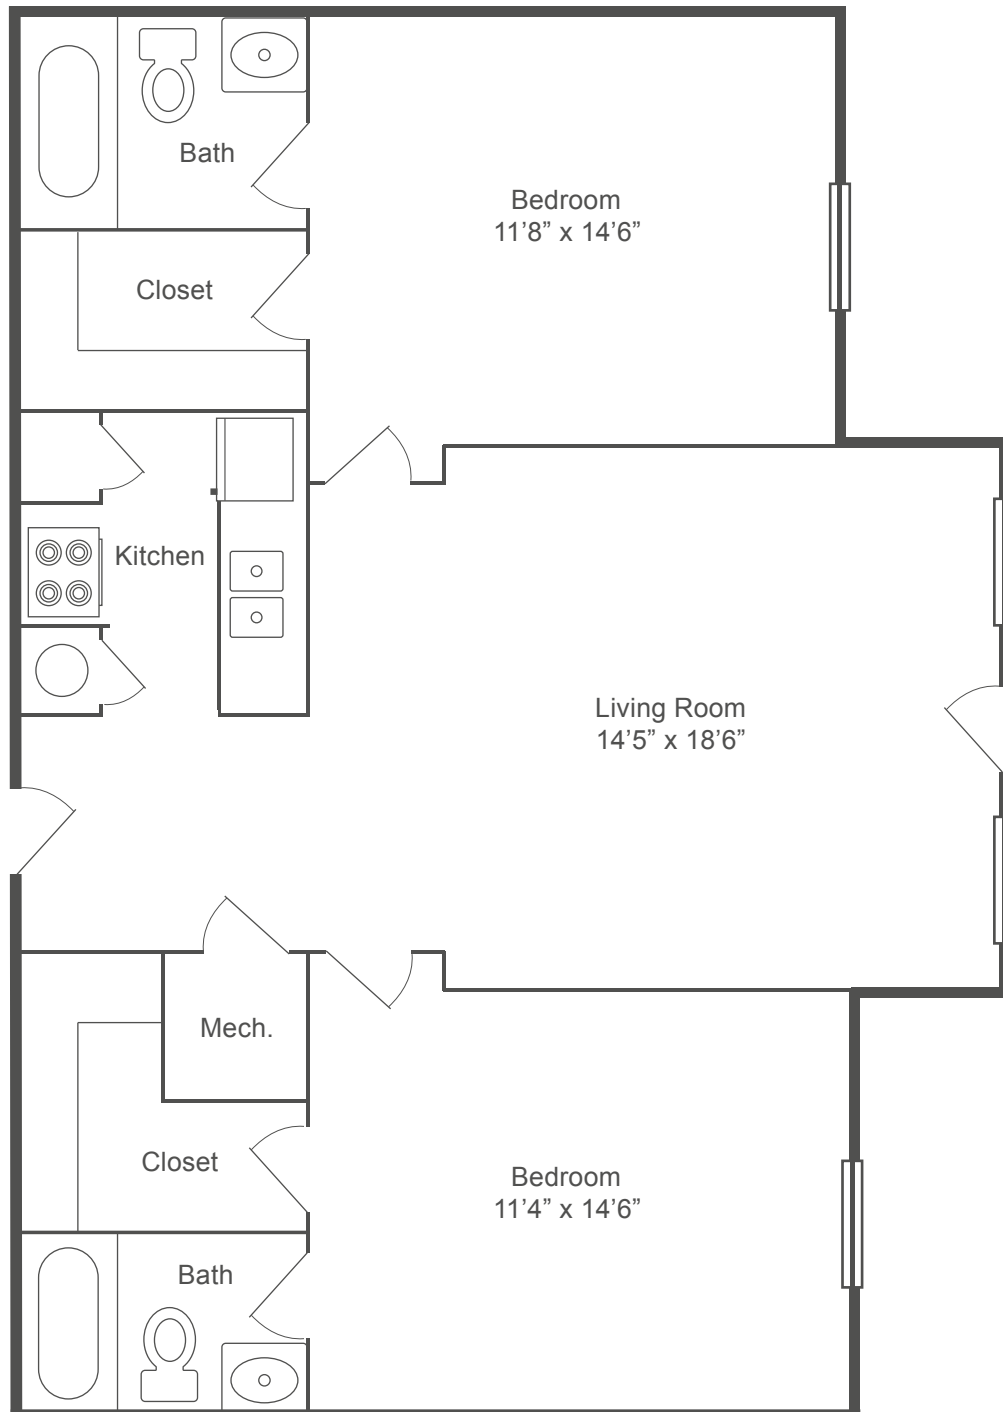 Bath
Bedroom
11’8” x 14’6”
Closet
Kitchen
Living Room
14’5” x 18’6”
Mech.
Closet
Bedroom
11’4” x 14’6”
Bath